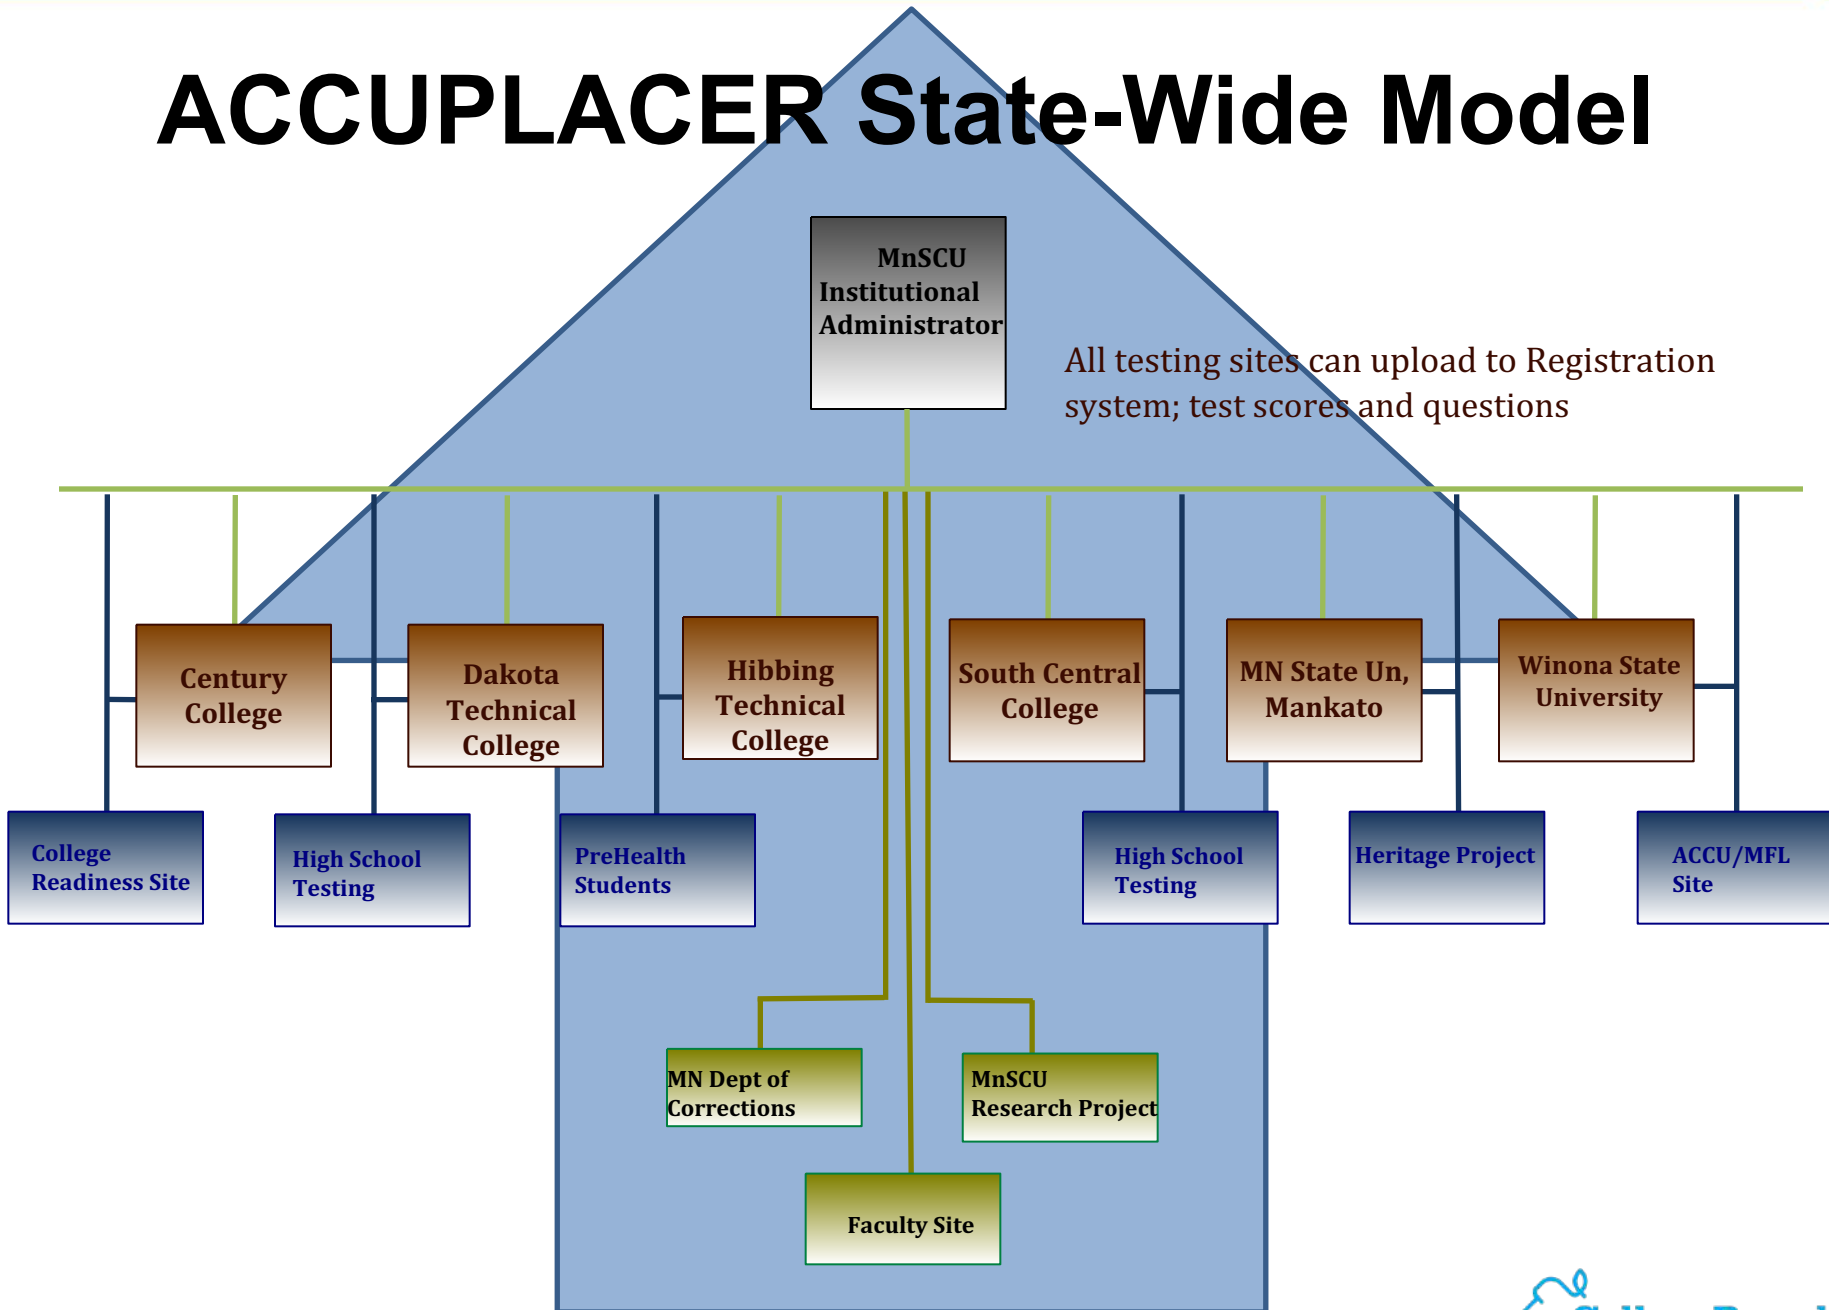 ACCUPLACER State-Wide Model
MnSCU
Institutional
Administrator
All testing sites can upload to Registration
system; test scores and questions
Century
College
Dakota
Technical
College
Hibbing
Technical
College
South Central
College
MN State Un,
Mankato
Winona State
University
College
Readiness Site
High School
Testing
PreHealth
Students
High School
Testing
Heritage Project
ACCU/MFL
Site
MN Dept of
Corrections
MnSCU
Research Project
Faculty Site